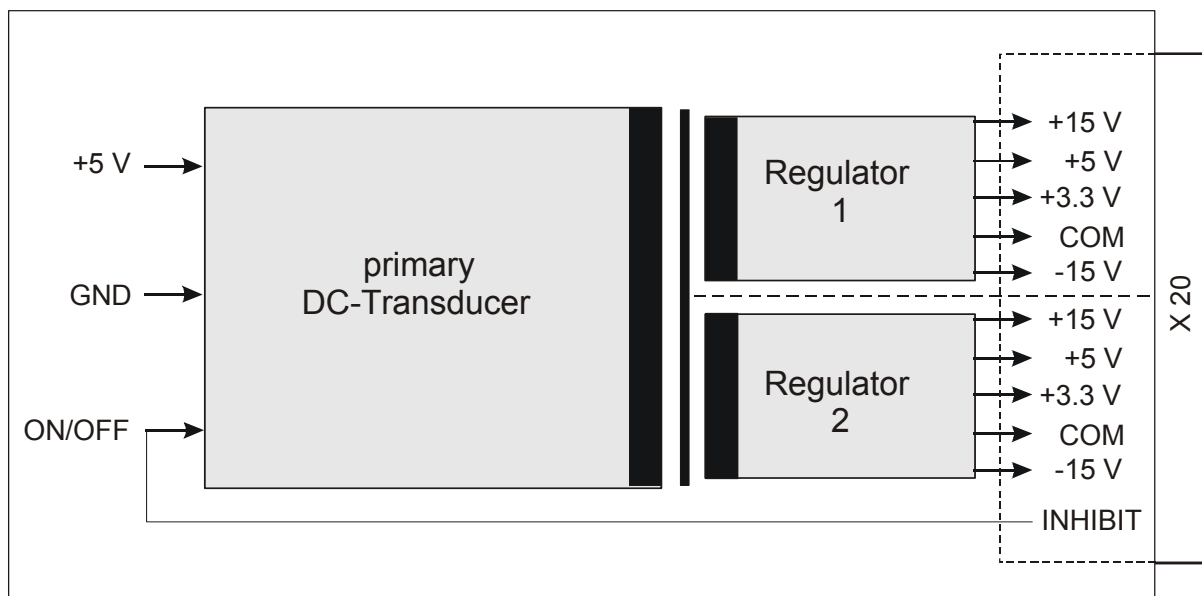 +5 V
GND
ON/OFF
primary
DC-Transducer
Regulator
1
+15 V
+5 V
+3.3 V
COM
-15 V
Regulator
2
+15 V
+5 V
+3.3 V
COM
-15 V
INHIBIT
X 20